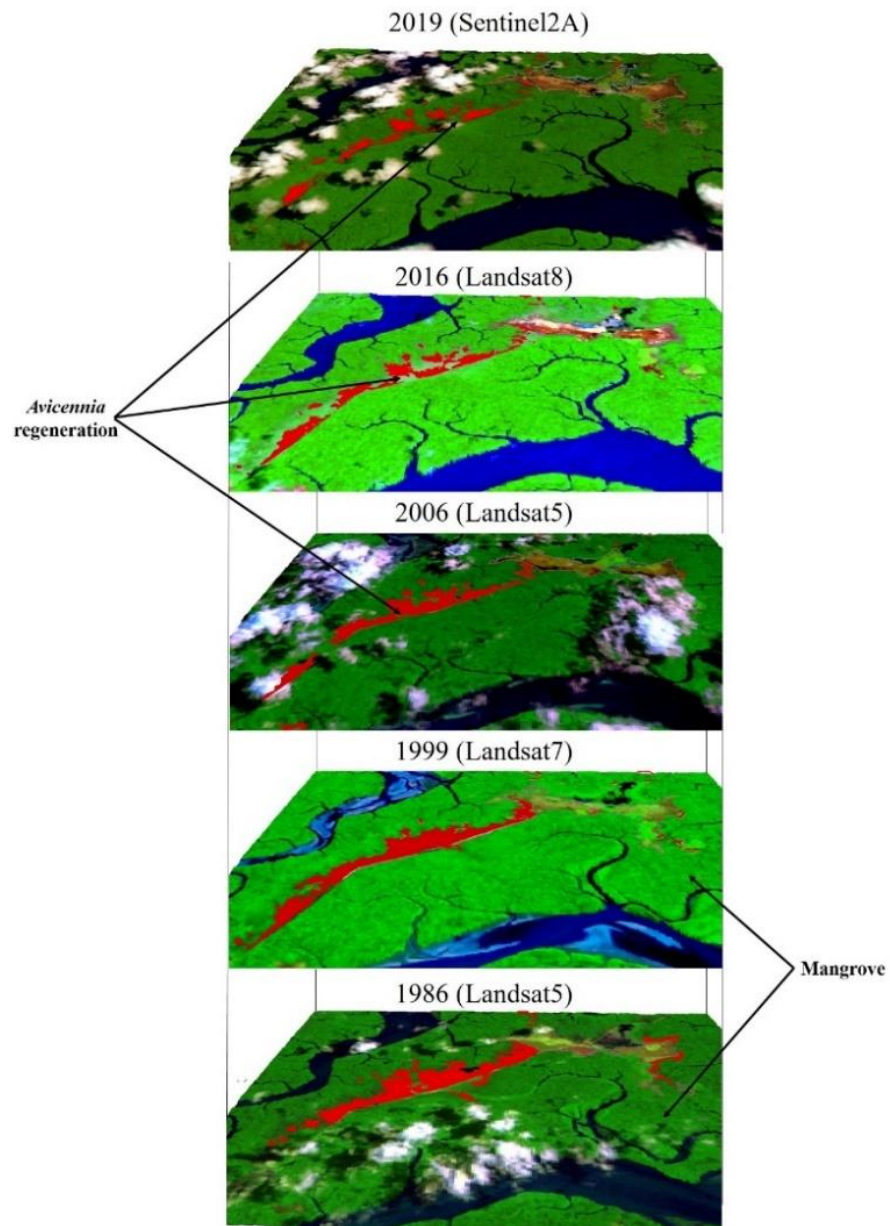 2019 (Sentinel2A)
2016 (Landsat8)
Avicennia
regeneration
2006 (Landsat5)
1999 (Landsat7)
Mangrove
1986 (Landsat5)